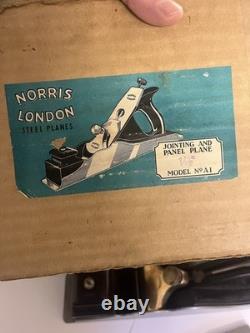 NORRIS
LONDON
STEEL PLANES
JOINTING AND
PANEL PLANE
MODEL No A1